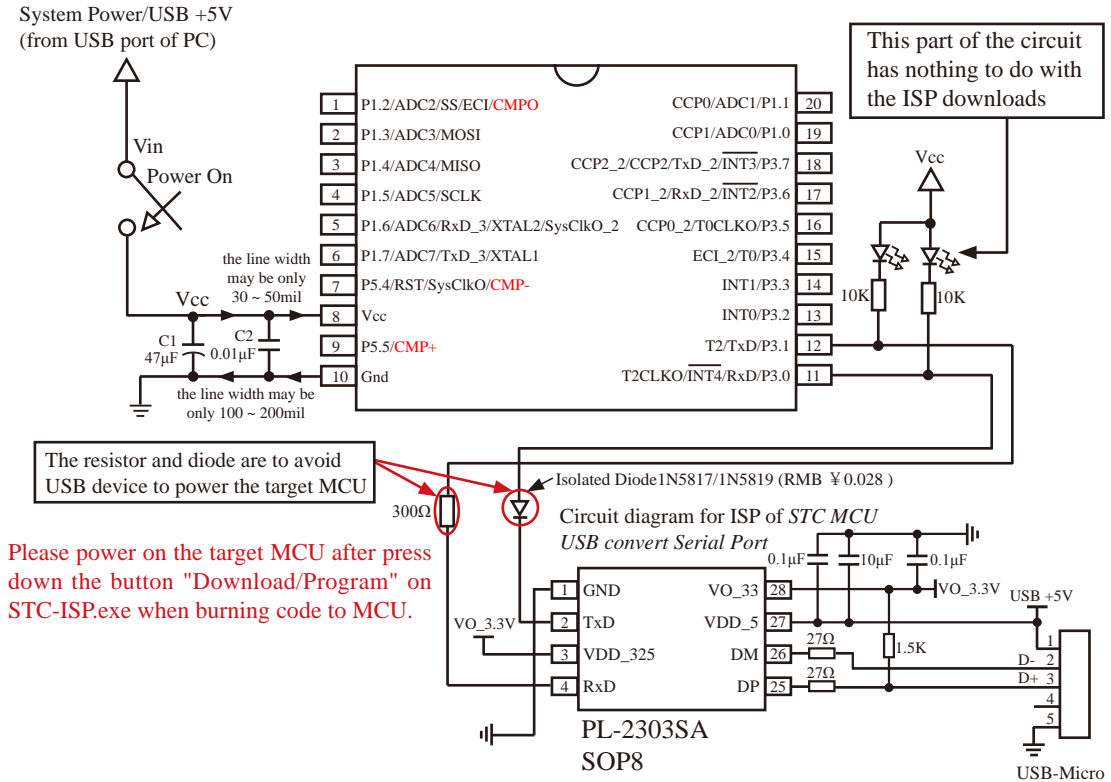 System Power/USB +5V
(from USB port of PC)
Vin
Power On
the line width
may be only
30 ~ 50mil
Vcc
C1
47μF
C2
0.01μF
the line width may be
only 100 ~ 200mil
1 P1.2/ADC2/SS/ECI/CMPO
2 P1.3/ADC3/MOSI
3 P1.4/ADC4/MISO
4 P1.5/ADC5/SCLK
5 P1.6/ADC6/RxD_3/XTAL2/SysClkO_2
6 P1.7/ADC7/TxD_3/XTAL1
7 P5.4/RST/SysClkO/CMP-
8 Vcc
9 P5.5/CMP+
10 Gnd
CCP0/ADC1/P1.1 20
CCP1/ADC0/P1.0 19
CCP2_2/CCP2/TxD_2/INT3/P3.7 18
CCP1_2/RxD_2/INT2/P3.6 17
CCP0_2/T0CLKO/P3.5 16
ECI_2/T0/P3.4 15
INT1/P3.3 14
INT0/P3.2 13
T2/TxD/P3.1 12
T2CLKO/INT4/RxD/P3.0 11
This part of the circuit
has nothing to do with
the ISP downloads
Vcc
10K
10K
The resistor and diode are to avoid
USB device to power the target MCU
300Ω
Isolated Diode1N5817/1N5819 (RMB ¥0.028 )
Please power on the target MCU after press
down the button "Download/Program" on
STC-ISP.exe when burning code to MCU.
Circuit diagram for ISP of STC MCU
USB convert Serial Port
0.1μF
10μF
0.1μF
VO_3.3V
1 GND
2 TxD
3 VDD_325
4 RxD
VO_33 28
VDD_5 27
DM 26
DP 25
VO_3.3V
USB +5V
27Ω
27Ω
1.5K
1
D- 2
D+ 3
4
5
PL-2303SA
SOP8
USB-Micro